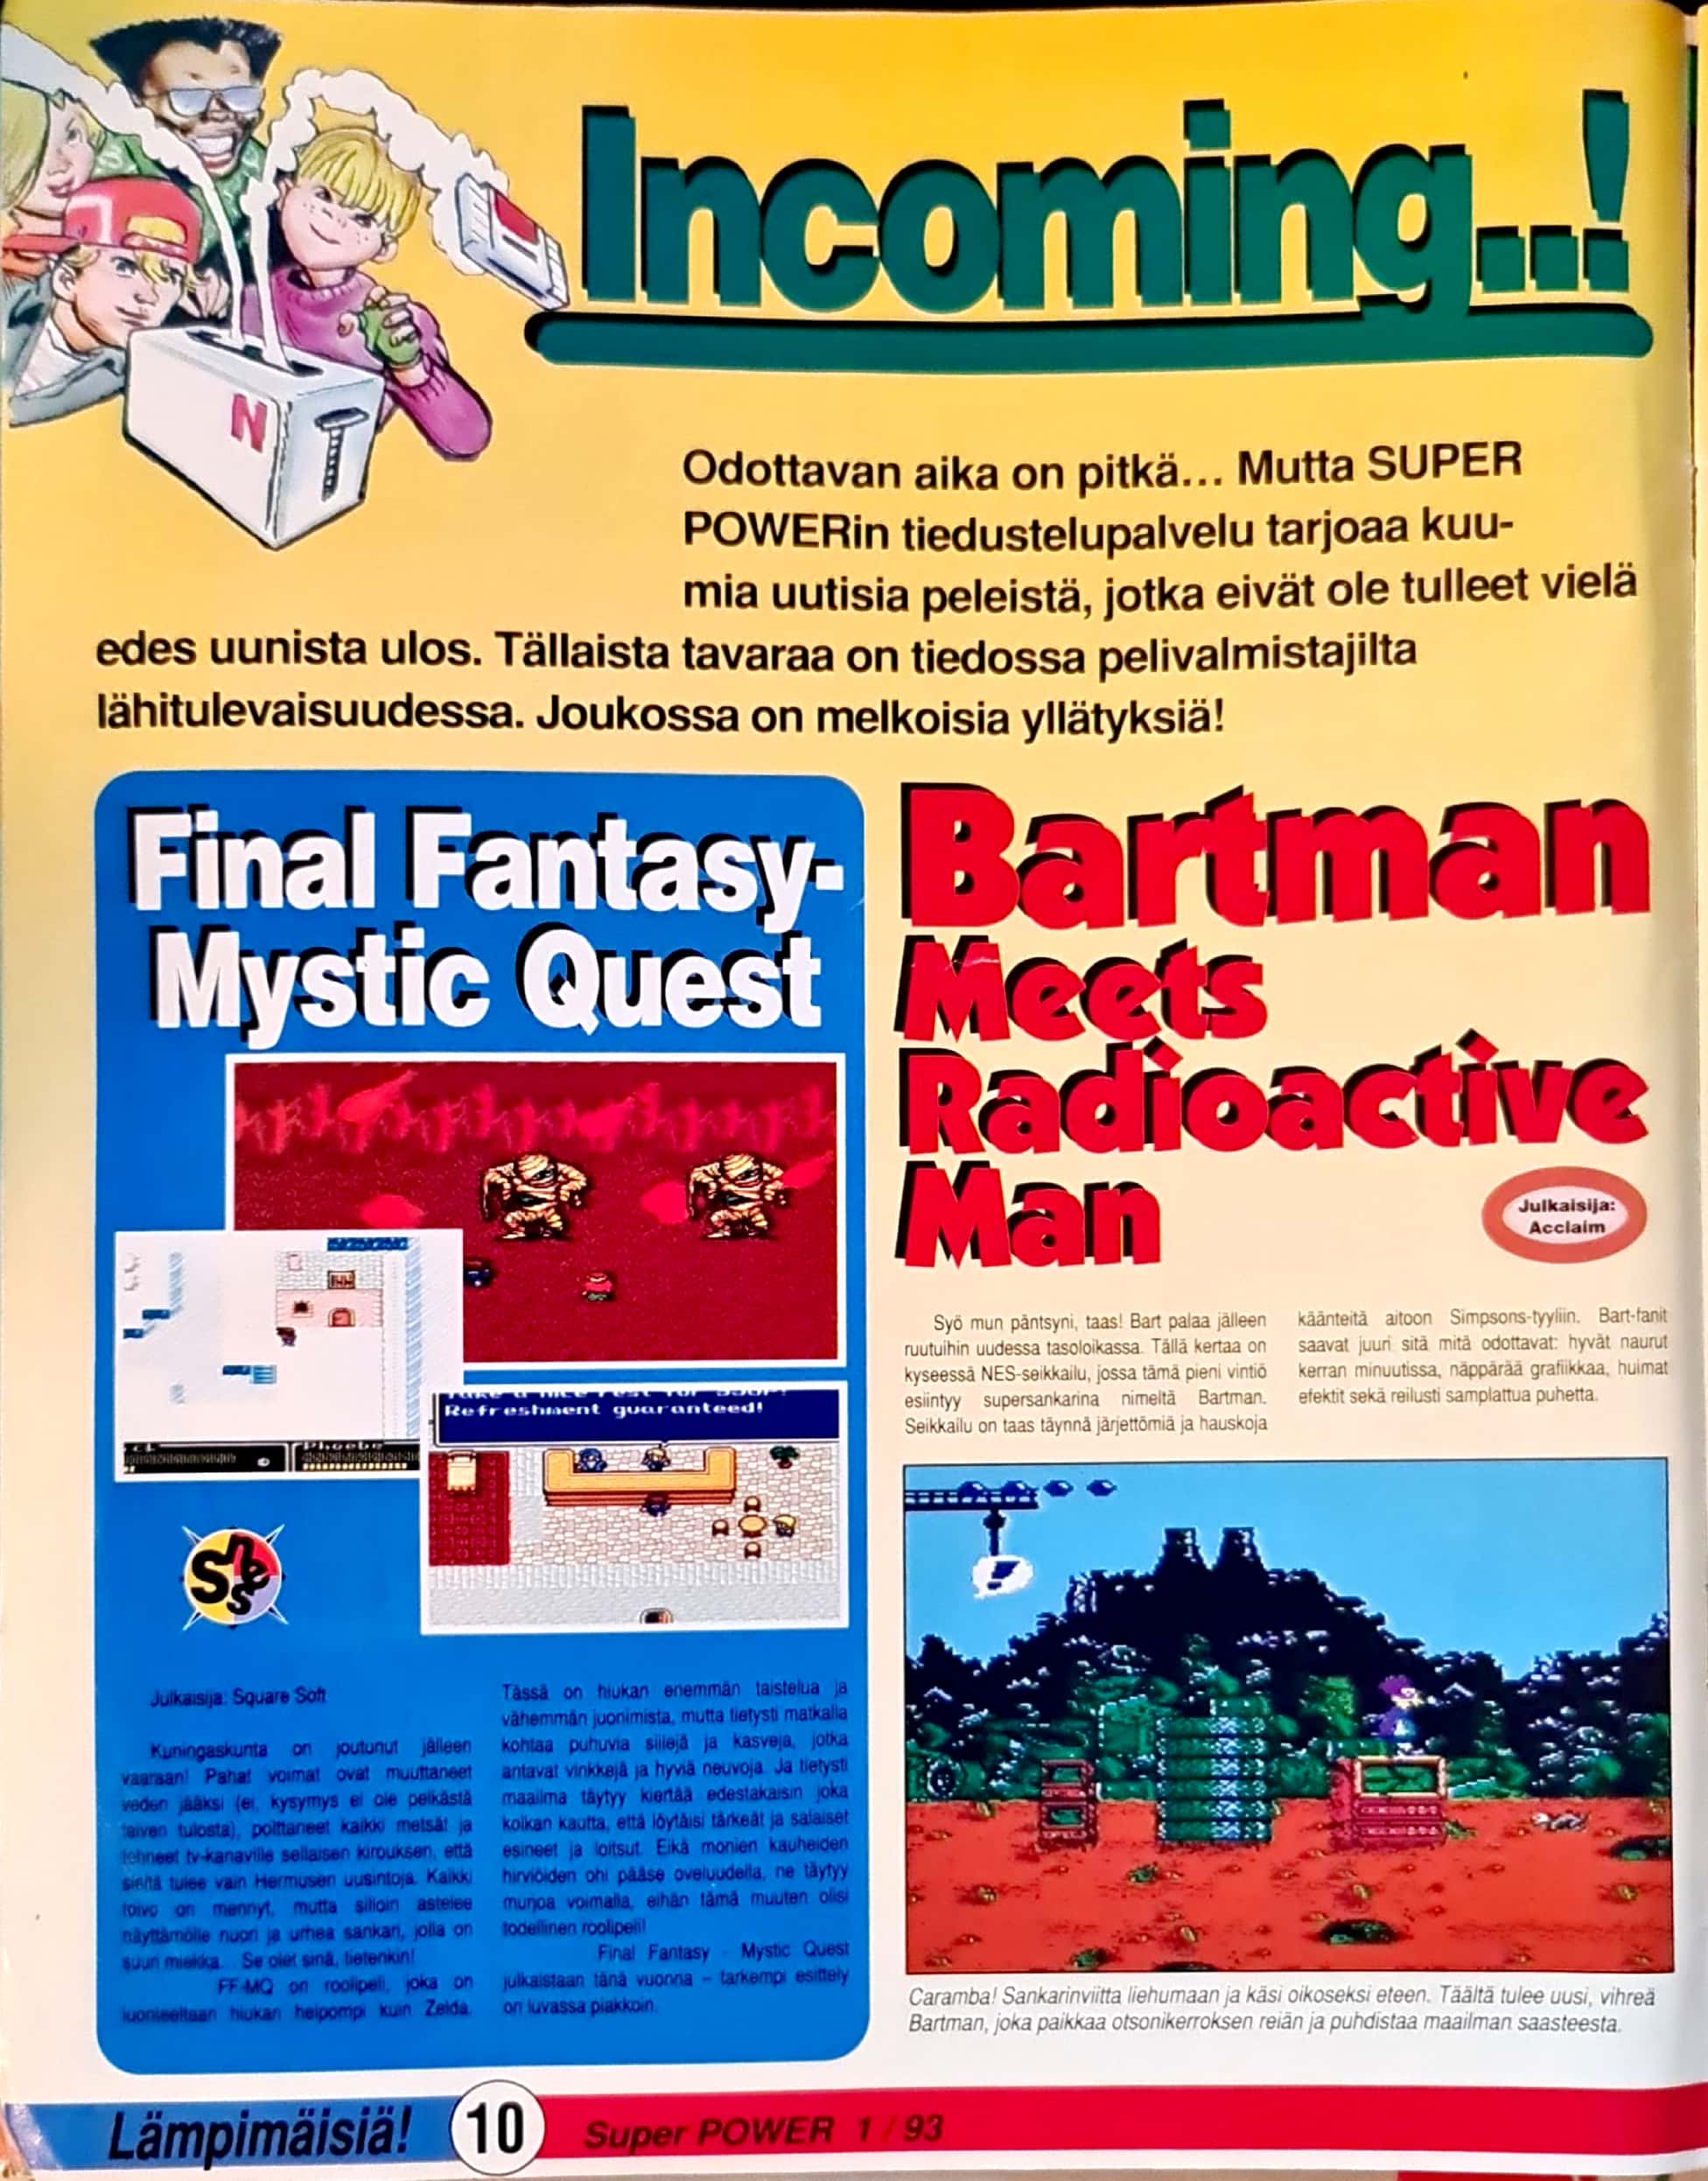 Incoming...!
N
Odottavan aika on pitkä... Mutta SUPER
POWERin tiedustelupalvelu tarjoaa kuu-
mia uutisia peleistä, jotka eivät ole tulleet vielä
edes uunista ulos. Tällaista tavaraa on tiedossa pelivalmistajilta
lähitulevaisuudessa. Joukossa on melkoisia yllätyksiä!
Final Fantasy-
Mystic Quest
Phoebe
Take a nice rest for
Refreshment guaranteed!
Snes
Julkaisija: Square Soft
Kuningaskunta on joutunut jälleen
vaaraan! Pahat voimat ovat muuttaneet
veden jääksi (ei, kysymys ei ole pelkästä
talven tulosta), polttaneet kaikki metsät ja
tehneet tv-kanaville sellaisen kirouksen, että
sieltä tulee vain Hermusen uusintoja. Kaikki
toivo on mennyt, mutta silloin astelee
näyttämölle nuori ja urhea sankari, jolla on
suuri miekka... Se olet sinä, tietenkin!
FF-MQ on roolipeli, joka on
luonteeltaan hiukan helpompi kuin Zelda.
Tässä on hiukan enemmän taistelua ja
vähemmän juonimista, mutta tietysti matkalla
kohtaa puhuvia siilejä ja kasveja, jotka
antavat vinkkejä ja hyviä neuvoja. Ja tietysti
maailma täytyy kiertää edestakaisin joka
kolkan kautta, että löytäisi tärkeät ja salaiset
esineet ja loitsut. Eikä monien kauheiden
hirviöiden ohi pääse oveluudella, ne täytyy
murjoa voimalla, eihän tämä muuten olisi
todellinen roolipeli!
Final Fantasy - Mystic Quest
julkaistaan tänä vuonna – tarkempi esittely
on luvassa piakkoin.
Bartman
Meets
Radioactive
Man
Julkaisija:
Acclaim
Syö mun päntsyni, taas! Bart palaa jälleen
ruutuihin uudessa tasoloikassa. Tällä kertaa on
kyseessä NES-seikkailu, jossa tämä pieni vintiö
esiintyy supersankarina nimeltä Bartman.
Seikkailu on taas täynnä järjettömiä ja hauskoja
käänteitä aitoon Simpsons-tyyliin. Bart-fanit
saavat juuri sitä mitä odottavat: hyvät naurut
kerran minuutissa, näppärää grafiikkaa, huimat
efektit sekä reilusti samplattua puhetta.
!
Caramba! Sankarinviitta liehumaan ja käsi oikoseksi eteen. Täältä tulee uusi, vihreä
Bartman, joka paikkaa otsonikerroksen reiän ja puhdistaa maailman saasteesta.
Lämpimäisiä!
10
Super POWER 1 / 93